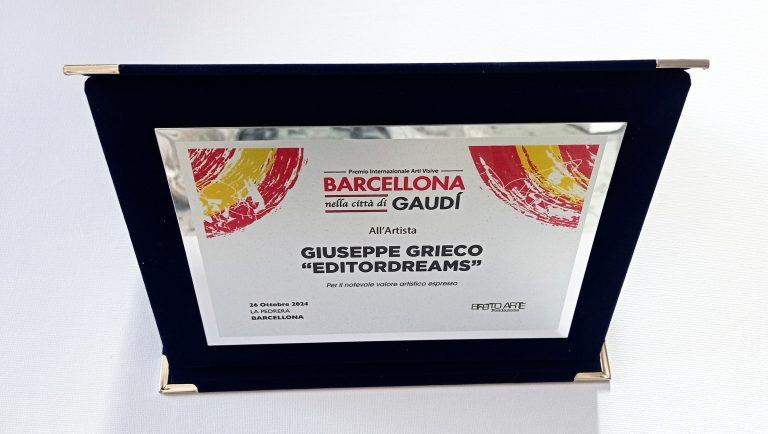 Premio Internazionale Arti Visive
BARCELLONA
nella città di GAUDÍ
All'Artista
GIUSEPPE GRIECO
"EDITORDREAMS"
Per il notevole valore artistico espresso
26 Ottobre 2024
LA PEDRERA
BARCELLONA
EFFETTO ARTE
Fondazione